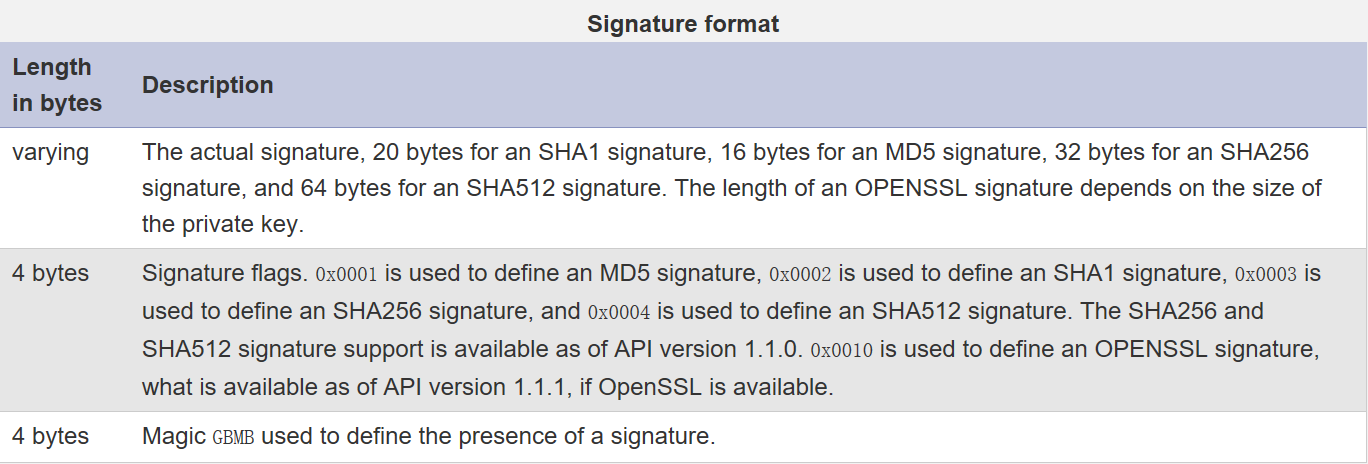 Signature format
Length
in bytes
Description
varying
The actual signature, 20 bytes for an SHA1 signature, 16 bytes for an MD5 signature, 32 bytes for an SHA256
signature, and 64 bytes for an SHA512 signature. The length of an OPENSSL signature depends on the size of
the private key.
4 bytes
Signature flags. 0x0001 is used to define an MD5 signature, 0x0002 is used to define an SHA1 signature, 0x0003 is
used to define an SHA256 signature, and 0x0004 is used to define an SHA512 signature. The SHA256 and
SHA512 signature support is available as of API version 1.1.0. 0x0010 is used to define an OPENSSL signature,
what is available as of API version 1.1.1, if OpenSSL is available.
4 bytes
Magic GBMB used to define the presence of a signature.